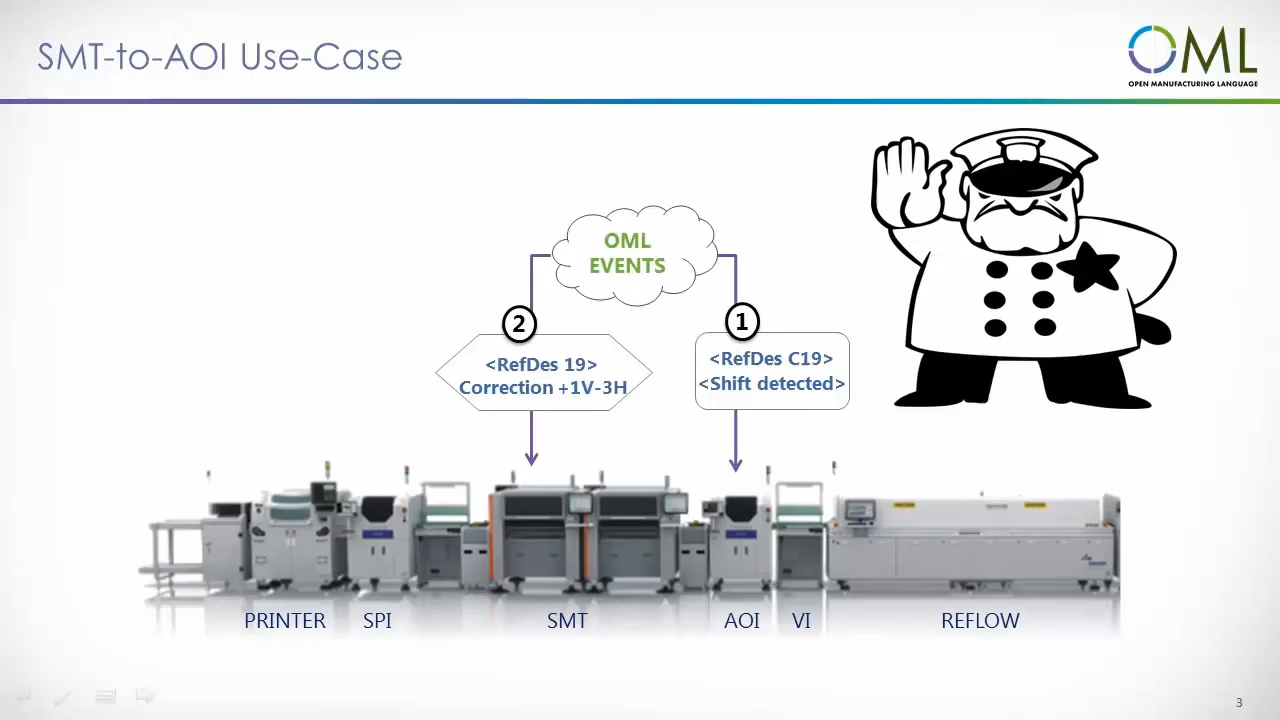 SMT-to-AOI Use-Case
OML
OPEN MANUFACTURING LANGUAGE
OML
EVENTS
2
1
<RefDes 19>
Correction +1V-3H
<RefDes C19>
<Shift detected>
PRINTER
SPI
SMT
AOI
VI
REFLOW
3